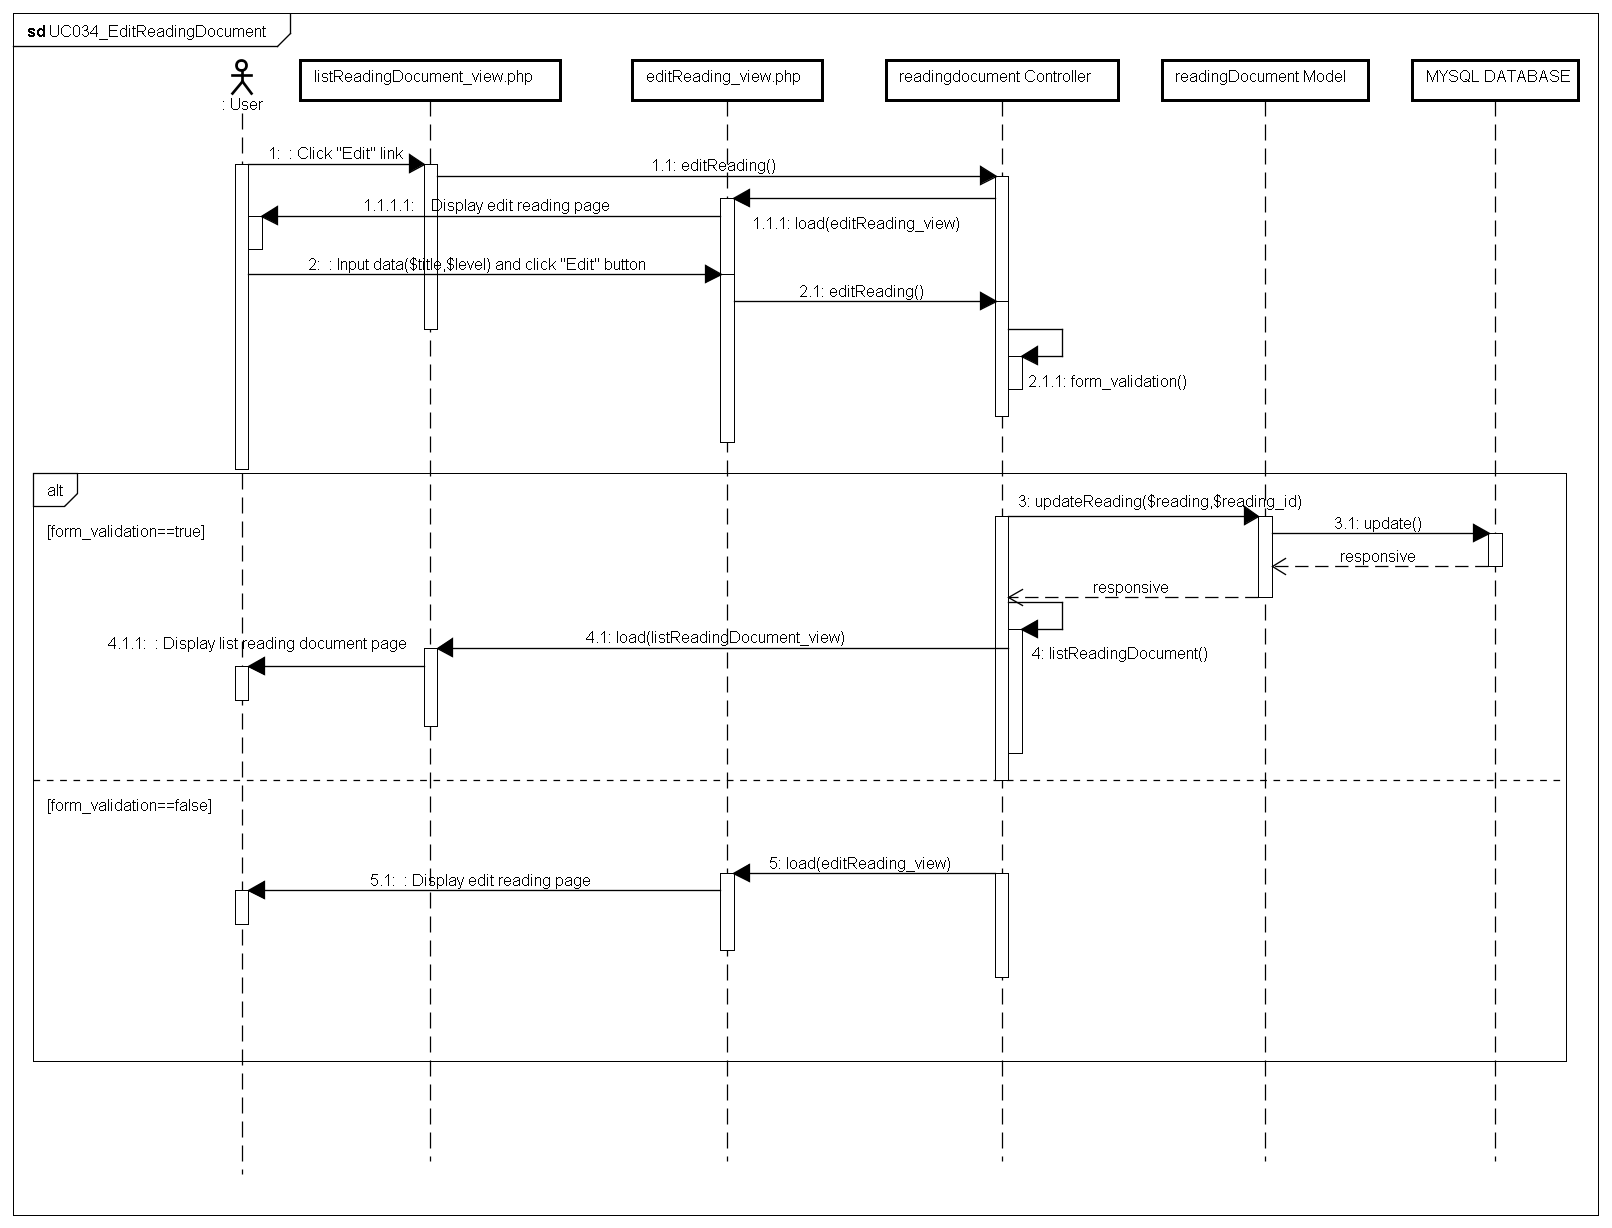 sd UC034_EditReadingDocument
: User
listReadingDocument_view.php
editReading_view.php
readingdocument Controller
readingDocument Model
MYSQL DATABASE
1: : Click "Edit" link
1.1: editReading()
1.1.1.1: Display edit reading page
1.1.1: load(editReading_view)
2: : Input data($title,$level) and click "Edit" button
2.1: editReading()
2.1.1: form_validation()
alt
[form_validation==true]
3: updateReading($reading,$reading_id)
3.1: update()
responsive
responsive
4.1.1: : Display list reading document page
4.1: load(listReadingDocument_view)
4: listReadingDocument()
[form_validation==false]
5: load(editReading_view)
5.1: : Display edit reading page